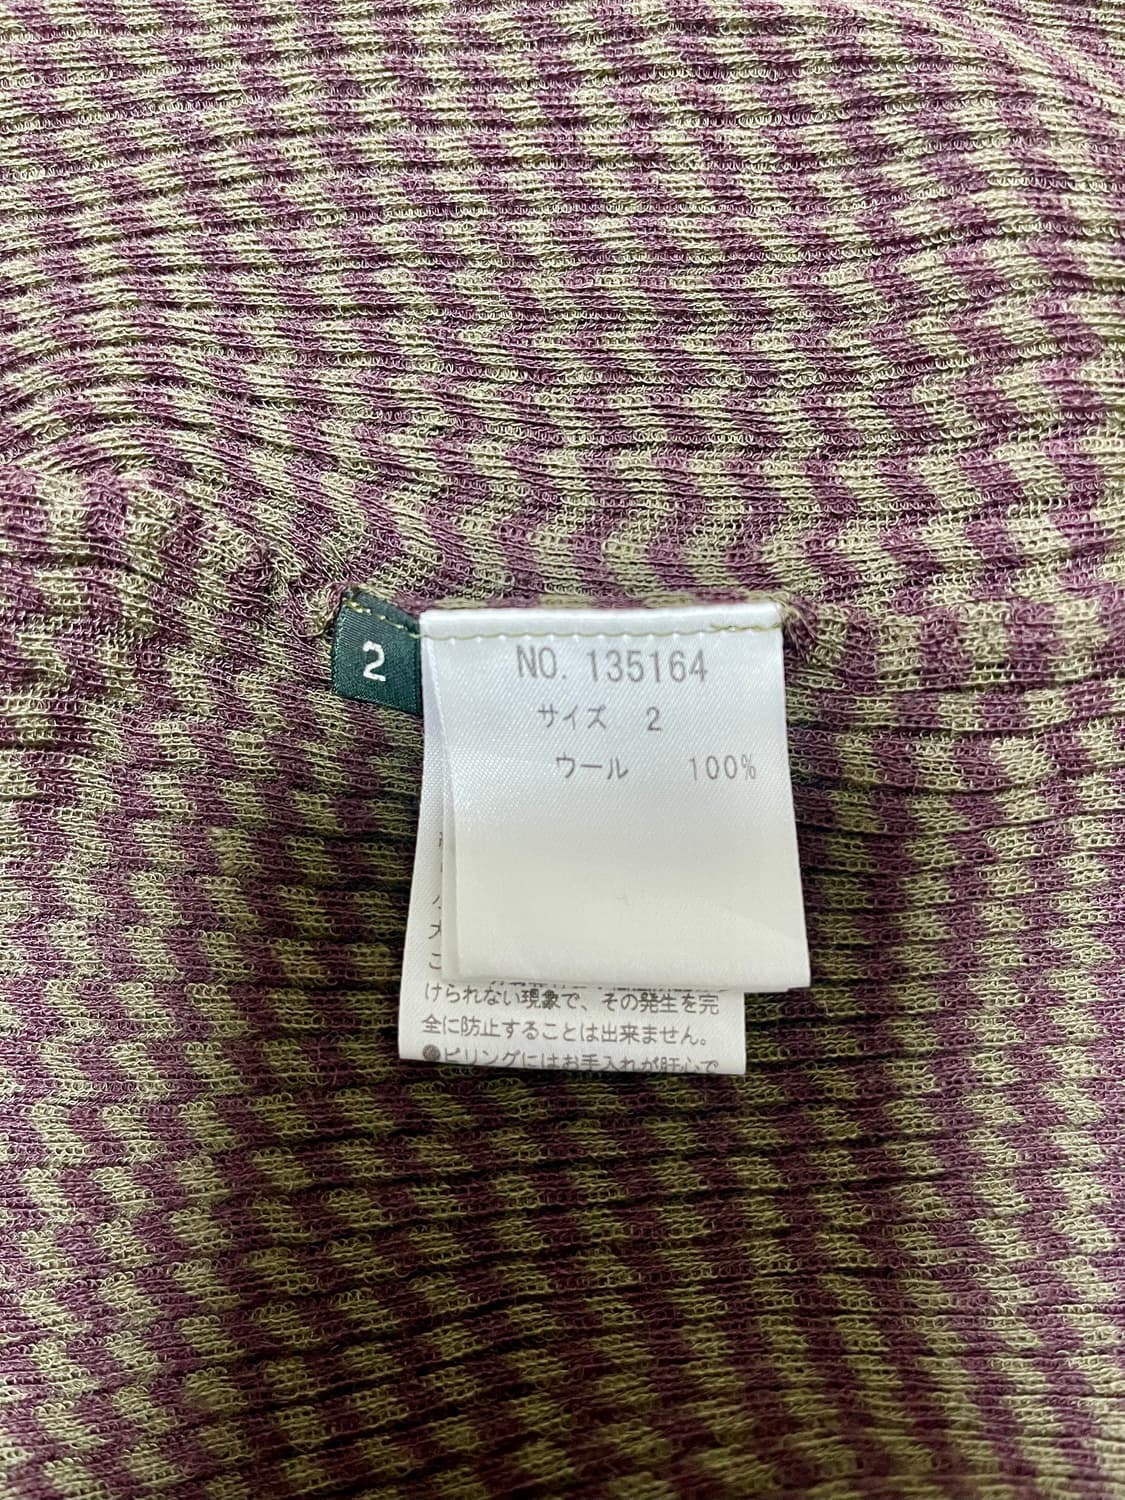 2
NO. 135164
サイズ 2
ウール 100%
けられない現象で、その発生を完
全に防止することは出来ません。
●ピリングにはお手入れが肝心で